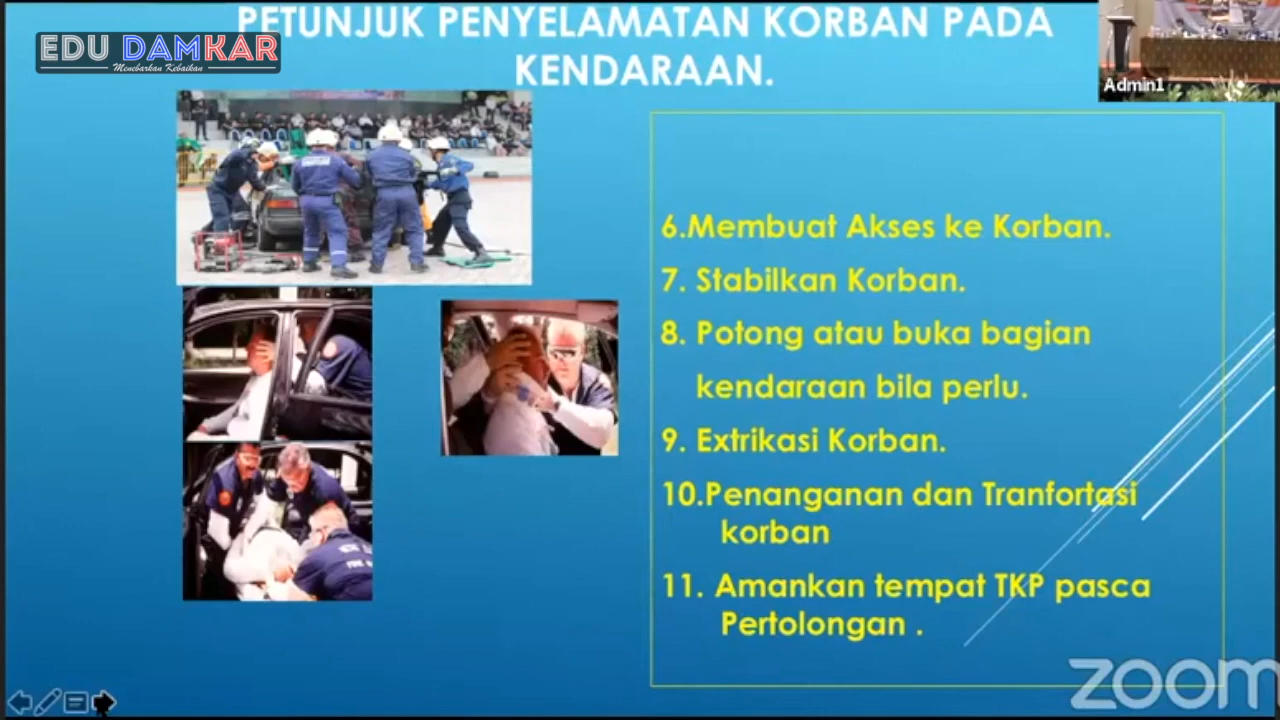 PETUNJUK PENYELAMATAN KORBAN PADA
KENDARAAN.
EDU DAMKAR
Menebarkan Kebaikan
Admin1
6.Membuat Akses ke Korban.
7. Stabilkan Korban.
8. Potong atau buka bagian
kendaraan bila perlu.
9. Extrikasi Korban.
10.Penanganan dan Tranfortasi
korban
11. Amankan tempat TKP pasca
Pertolongan .
zoom